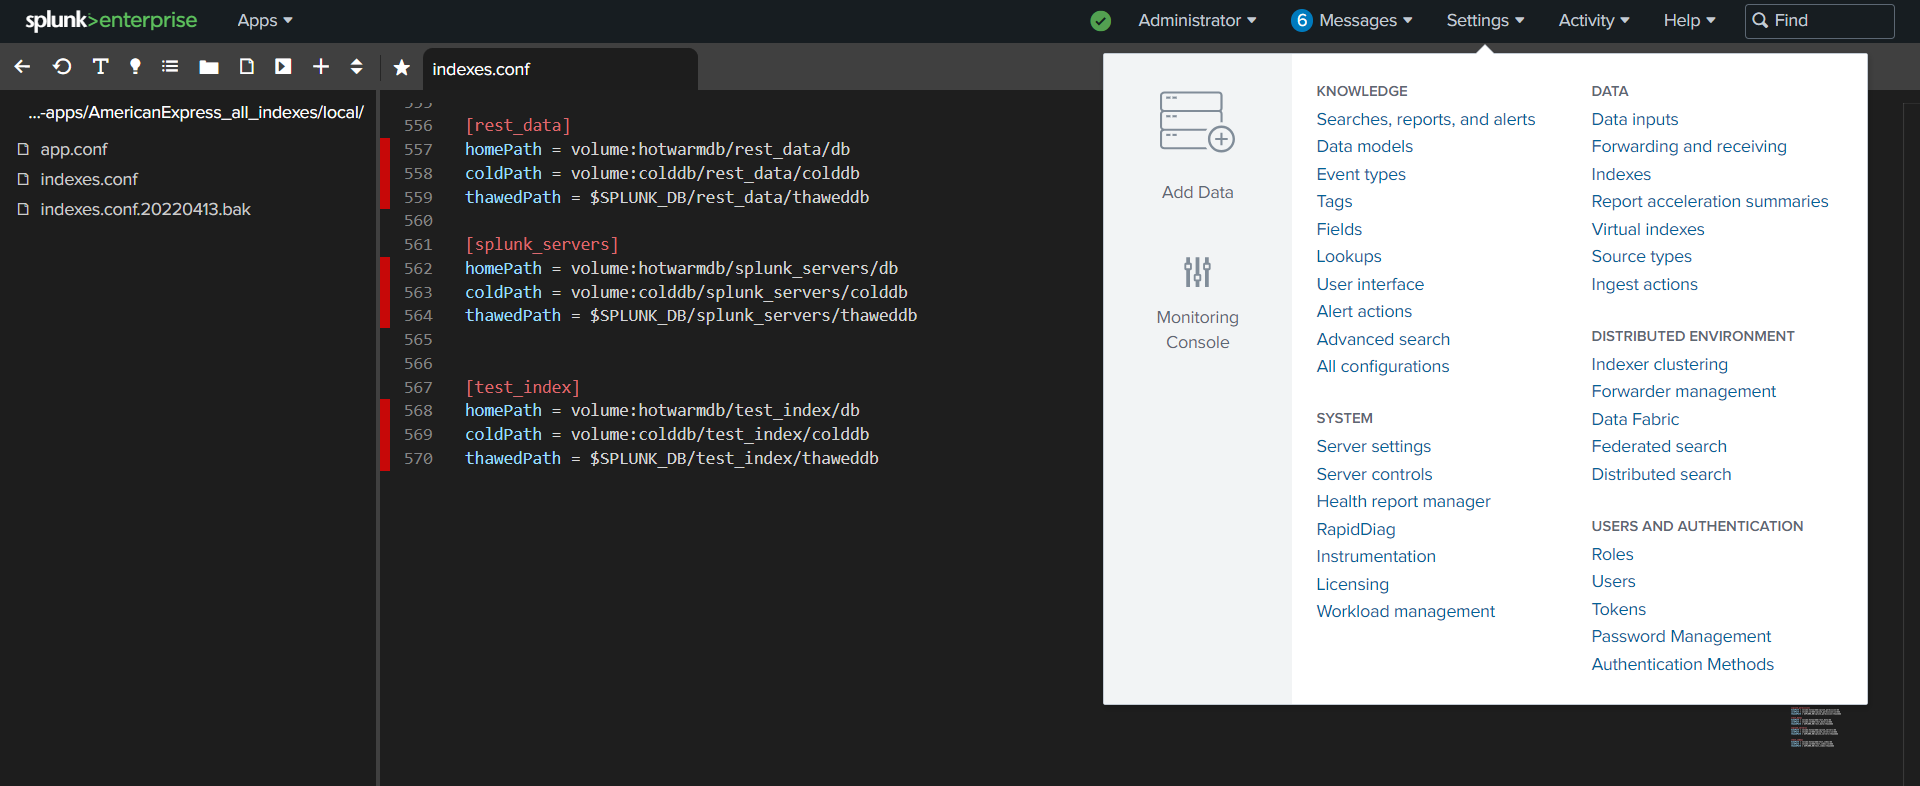 splunk>enterprise Apps Administrator 6 Messages Settings Activity Help Find
indexes.conf
...-apps/AmericanExpress_all_indexes/local/
app.conf
indexes.conf
indexes.conf.20220413.bak
555
556 [rest_data]
557 homePath = volume:hotwarmdb/rest_data/db
558 coldPath = volume:colddb/rest_data/colddb
559 thawedPath = $SPLUNK_DB/rest_data/thaweddb
560
561 [splunk_servers]
562 homePath = volume:hotwarmdb/splunk_servers/db
563 coldPath = volume:colddb/splunk_servers/colddb
564 thawedPath = $SPLUNK_DB/splunk_servers/thaweddb
565
566
567 [test_index]
568 homePath = volume:hotwarmdb/test_index/db
569 coldPath = volume:colddb/test_index/colddb
570 thawedPath = $SPLUNK_DB/test_index/thaweddb
Add Data
Monitoring
Console
KNOWLEDGE
Searches, reports, and alerts
Data models
Event types
Tags
Fields
Lookups
User interface
Alert actions
Advanced search
All configurations
SYSTEM
Server settings
Server controls
Health report manager
RapidDiag
Instrumentation
Licensing
Workload management
DATA
Data inputs
Forwarding and receiving
Indexes
Report acceleration summaries
Virtual indexes
Source types
Ingest actions
DISTRIBUTED ENVIRONMENT
Indexer clustering
Forwarder management
Data Fabric
Federated search
Distributed search
USERS AND AUTHENTICATION
Roles
Users
Tokens
Password Management
Authentication Methods